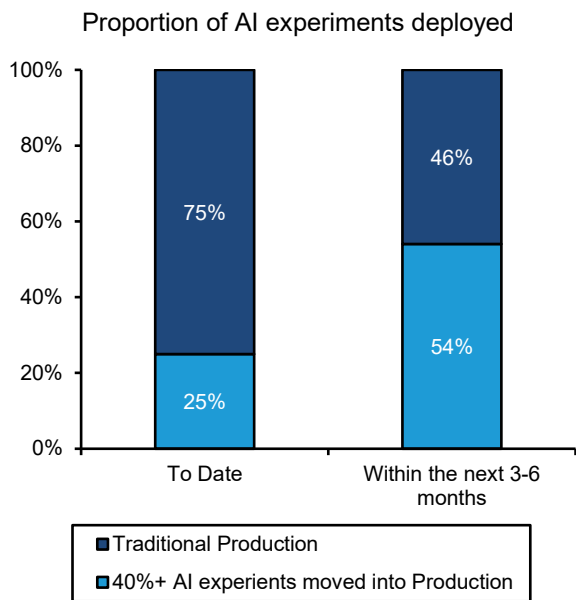 Proportion of AI experiments deployed
100%
80%
60%
40%
20%
0%
75%
25%
46%
54%
To Date
Within the next 3-6
months
Traditional Production
40%+ AI experients moved into Production